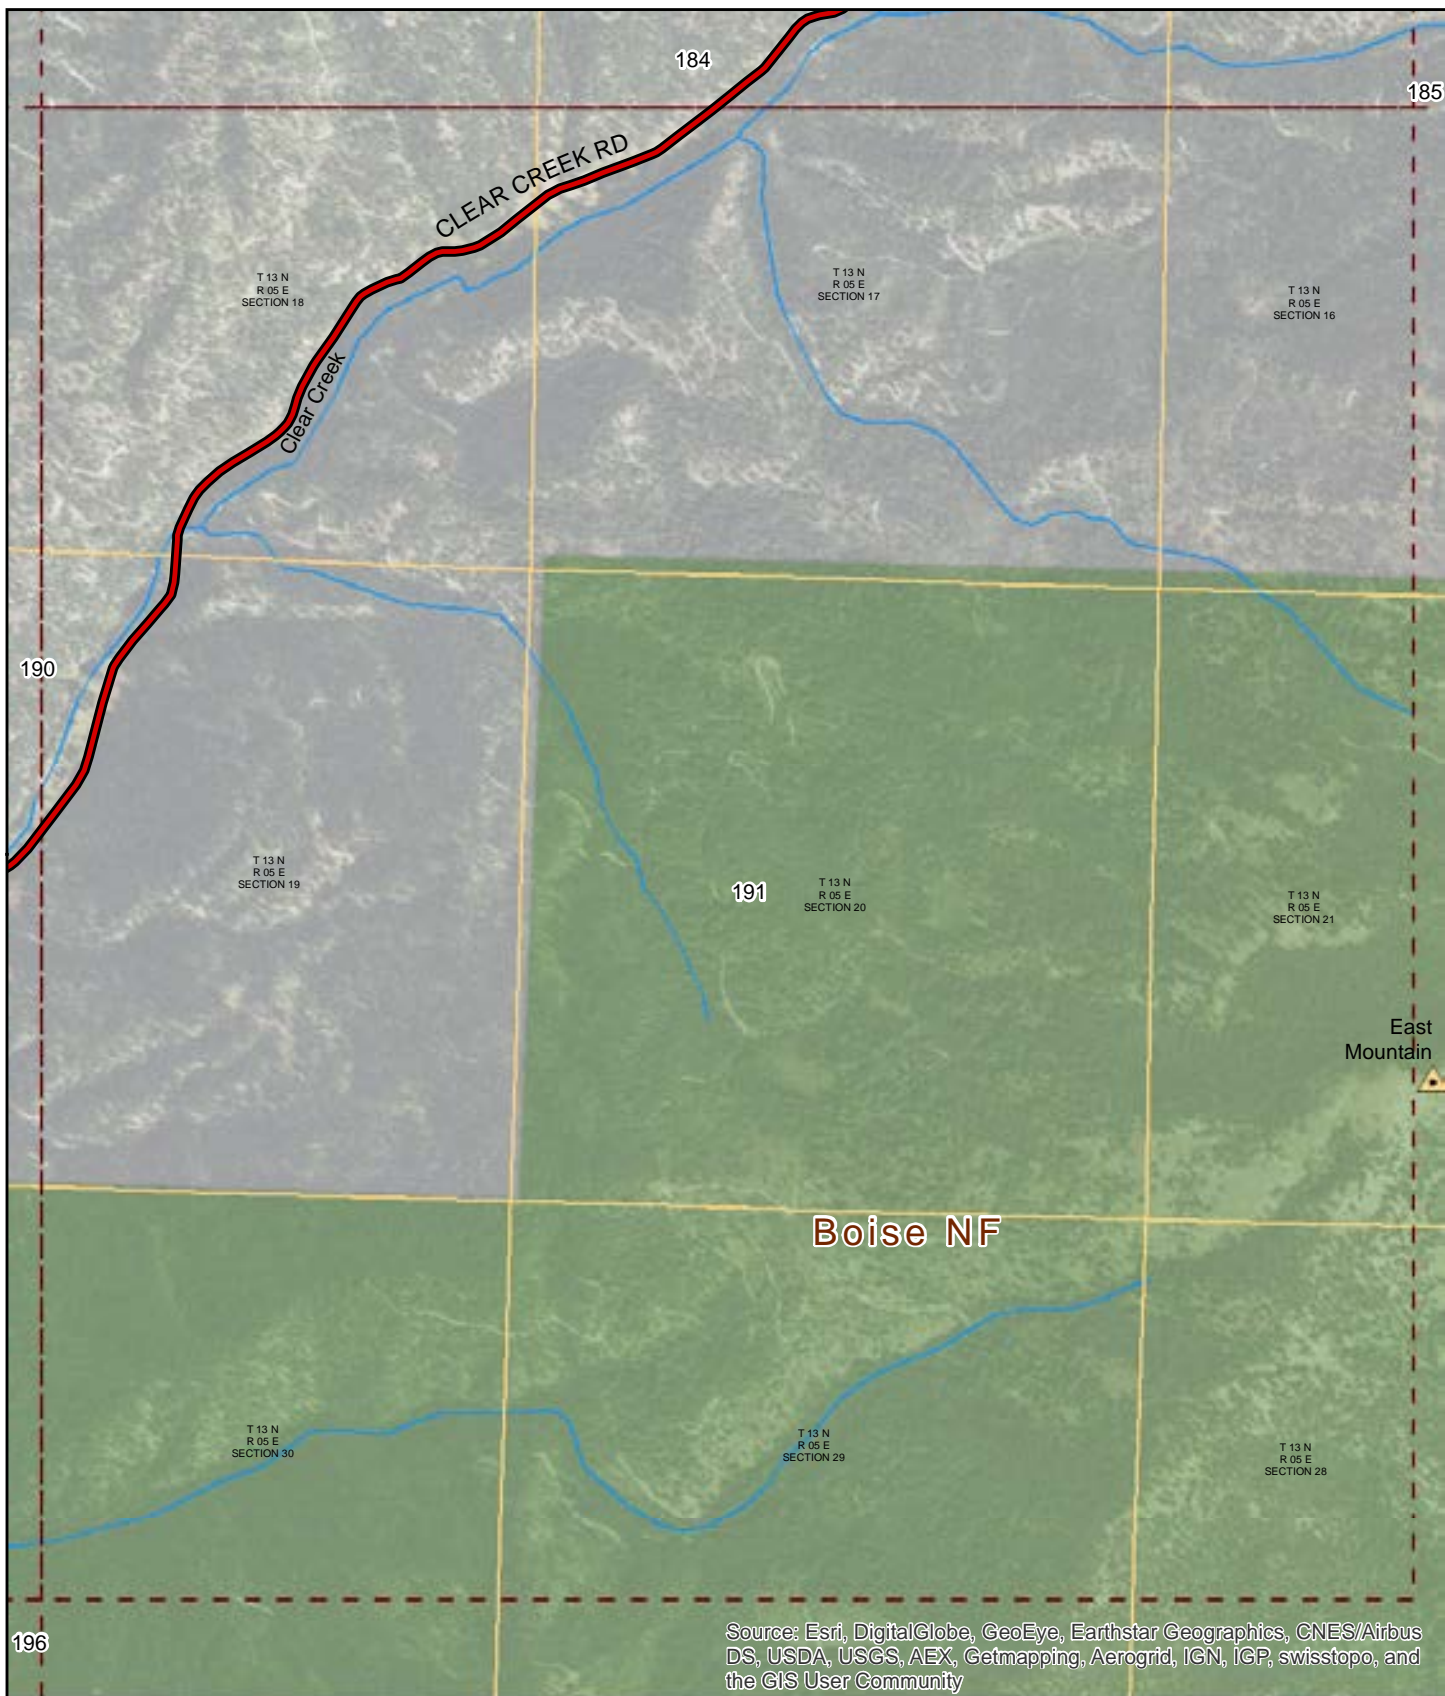 184
185
CLEAR CREEK RD
T 13 N
R 05 E
SECTION 18
T 13 N
R 05 E
SECTION 17
T 13 N
R 05 E
SECTION 16
Clear Creek
190
T 13 N
R 05 E
SECTION 19
191
T 13 N
R 05 E
SECTION 20
T 13 N
R 05 E
SECTION 21
East
Mountain
Boise NF
T 13 N
R 05 E
SECTION 30
T 13 N
R 05 E
SECTION 29
T 13 N
R 05 E
SECTION 28
196
Source: Esri, DigitalGlobe, GeoEye, Earthstar Geographics, CNES/Airbus
DS, USDA, USGS, AEX, Getmapping, Aerogrid, IGN, IGP, swisstopo, and
the GIS User Community